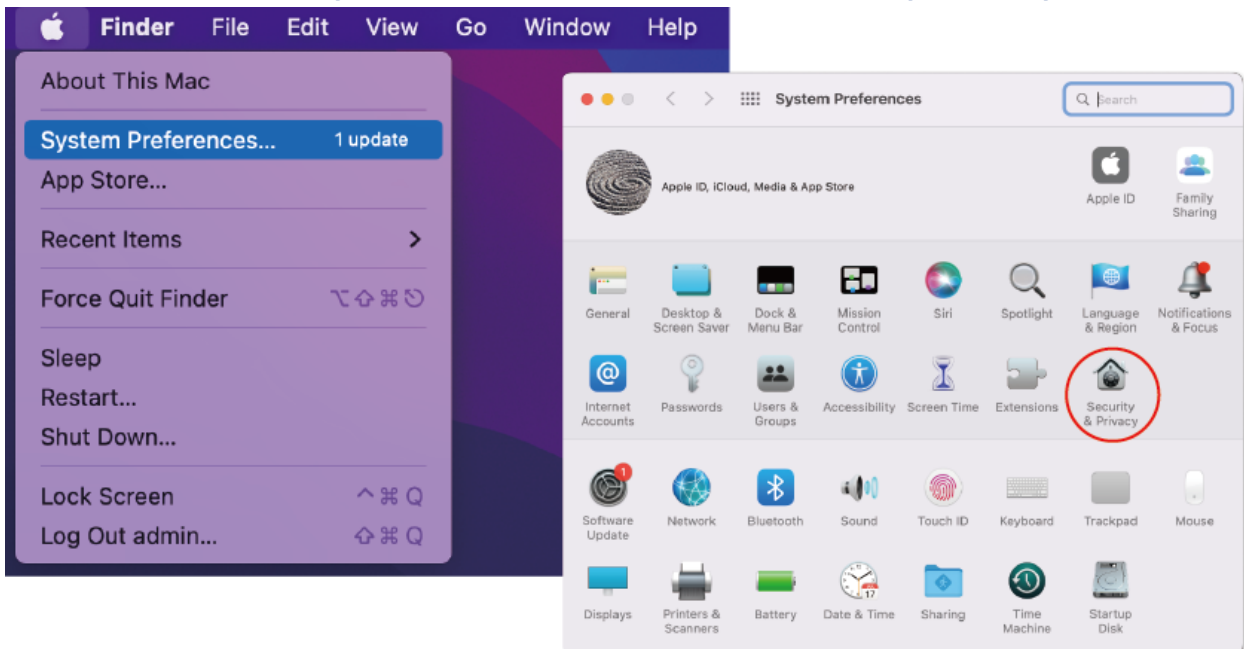 Finder File Edit View Go Window Help
About This Mac
System Preferences... 1 update
App Store...
Recent Items
Force Quit Finder ⌥⇧⌘⎋
Sleep
Restart...
Shut Down...
Lock Screen ^⌘Q
Log Out admin... ⇧⌘Q
System Preferences Search
Apple ID, iCloud, Media & App Store
Apple ID Family
Sharing
General Desktop & Dock & Mission Siri Spotlight Language Notifications
Screen Saver Menu Bar Control & Region & Focus
Internet Passwords Users & Accessibility Screen Time Extensions Security
Accounts Groups & Privacy
1
Software Network Bluetooth Sound Touch ID Keyboard Trackpad Mouse
Update
17
Displays Printers & Battery Date & Time Sharing Time Startup
Scanners Machine Disk